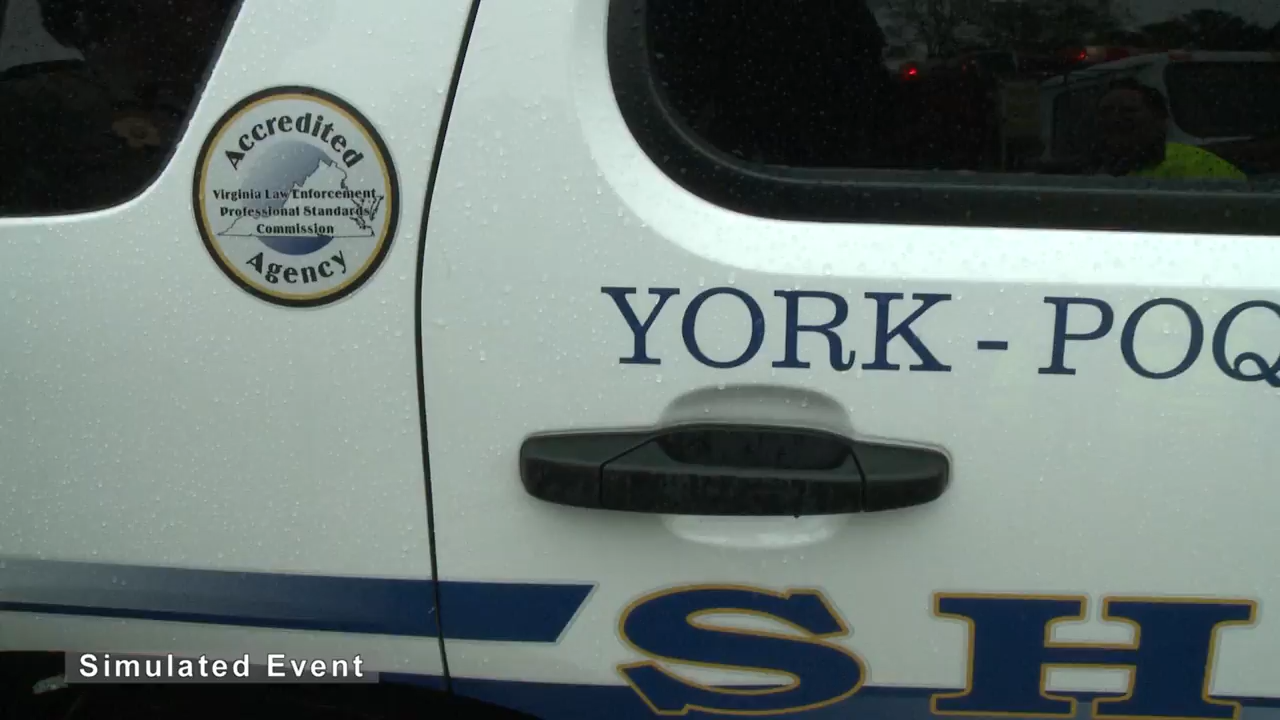 Accredited
Virginia Law Enforcement
Professional Standards
Commission
Agency
YORK - POQ
SH
Simulated Event